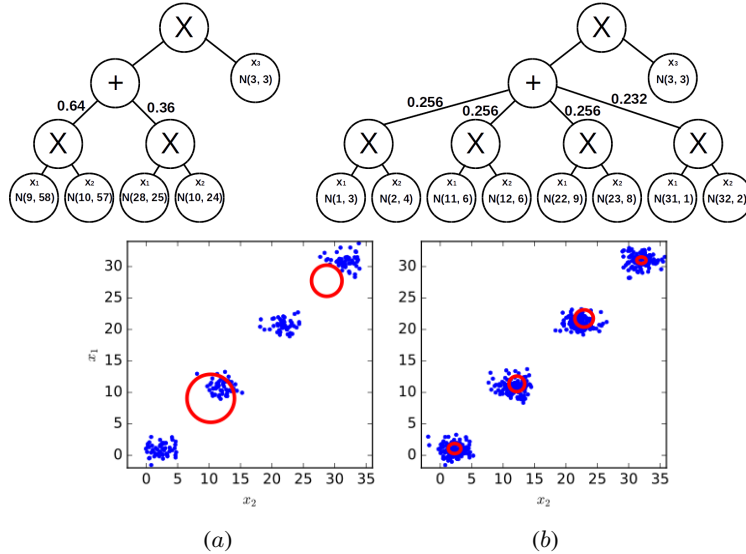 X
X
x₃
N(3, 3)
x₃
N(3, 3)
+
+
0.64
0.36
0.256
0.256
0.256
0.232
X
X
X
X
X
X
x₁
N(9, 58)
x₂
N(10, 57)
x₁
N(28, 25)
x₂
N(10, 24)
x₁
N(1, 3)
x₂
N(2, 4)
x₁
N(11, 6)
x₂
N(12, 6)
x₁
N(22, 9)
x₂
N(23, 8)
x₁
N(31, 1)
x₂
N(32, 2)
30
25
20
15
10
5
0
x₁
0 5 10 15 20 25 30 35
x₂
30
25
20
15
10
5
0
0 5 10 15 20 25 30 35
x₂
(a)
(b)